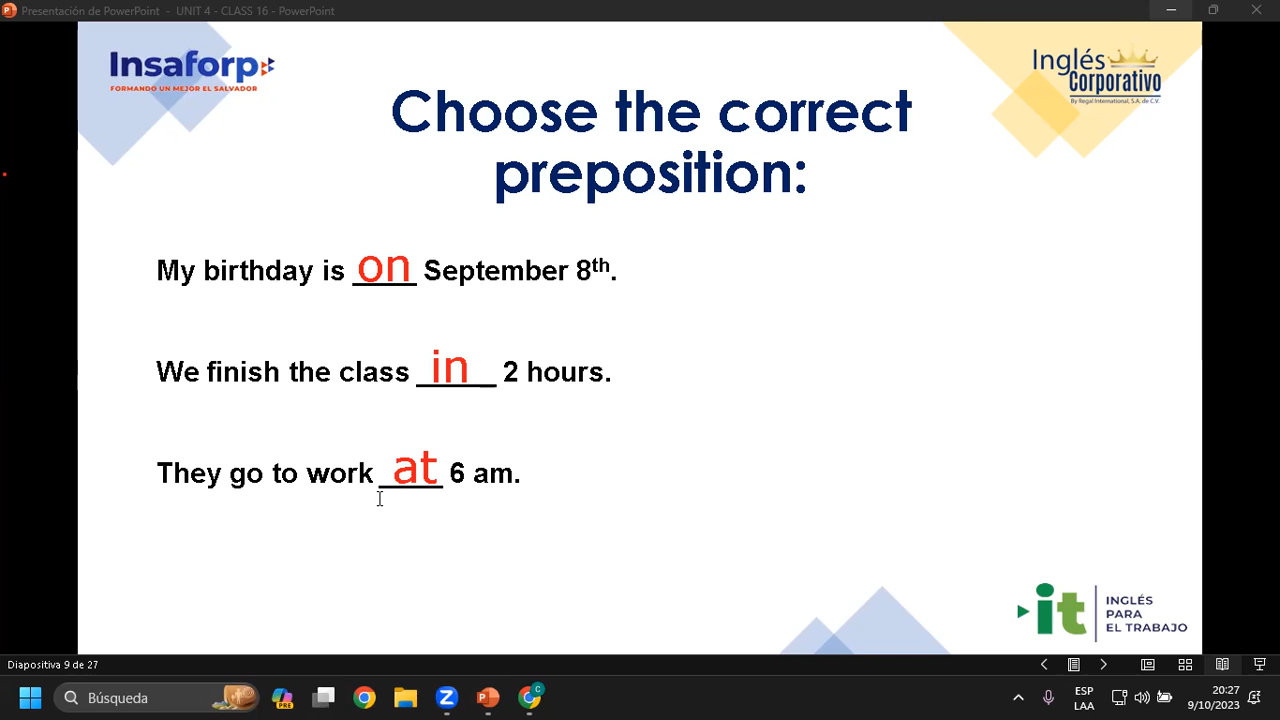 Presentación de PowerPoint - UNIT 4 - CLASS 16 - PowerPoint
Insaforp
FORMANDO UN MEJOR EL SALVADOR
Inglés
Corporativo
By Regal International, S.A. de C.V.
Choose the correct
preposition:
My birthday is on September 8th.
We finish the class in 2 hours.
They go to work at 6 am.
it
INGLÉS
PARA
EL TRABAJO
Diapositiva 9 de 27
Búsqueda
PRE
C
ESP
LAA
20:27
9/10/2023